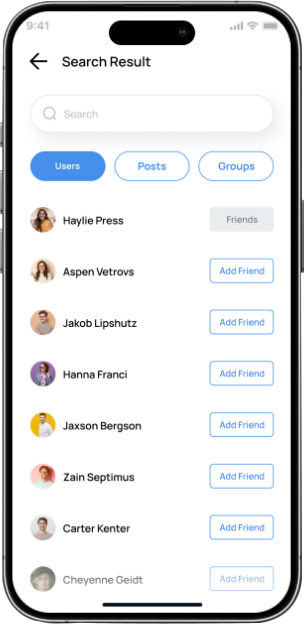 9:41
Search Result
Search
Users Posts Groups
Haylie Press Friends
Aspen Vetrovs Add Friend
Jakob Lipshutz Add Friend
Hanna Franci Add Friend
Jaxson Bergson Add Friend
Zain Septimus Add Friend
Carter Kenter Add Friend
Cheyenne Geidt Add Friend